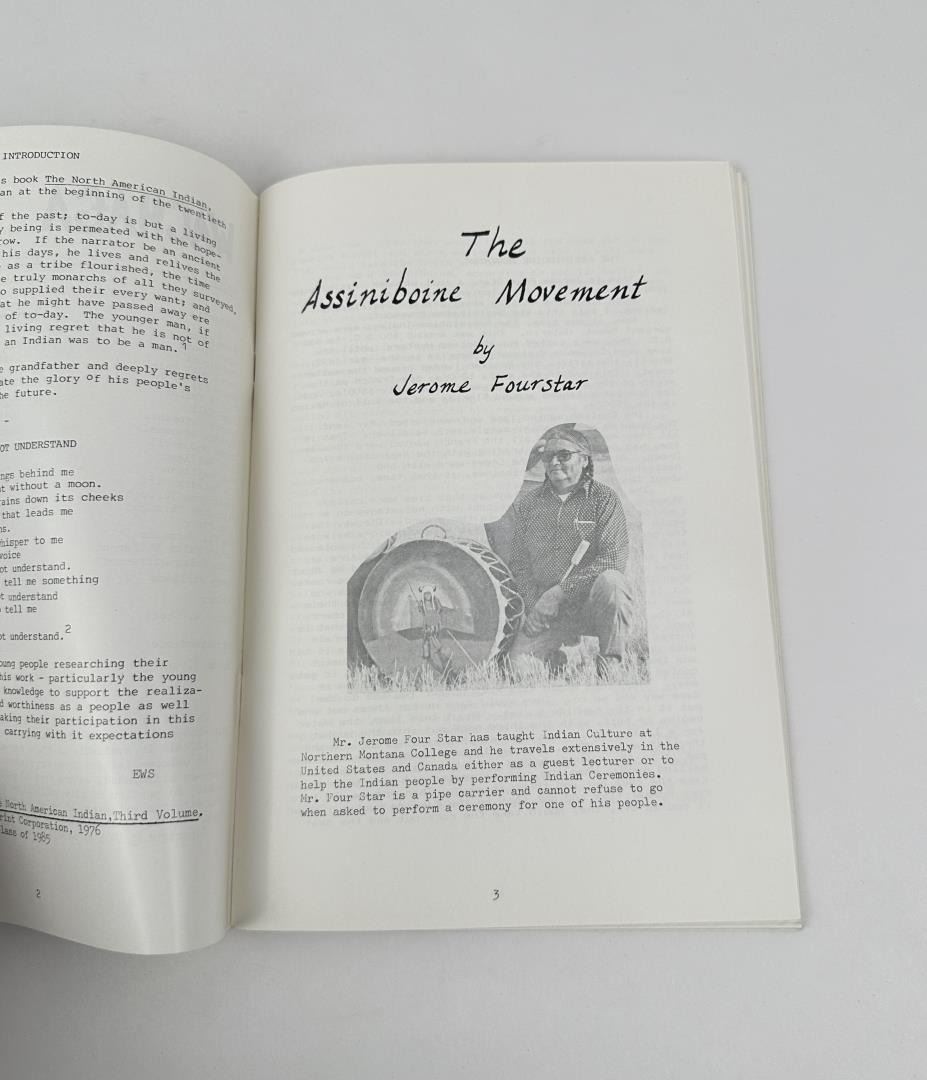 INTRODUCTION
s book The North American Indian,
an at the beginning of the twentieth
f the past; to-day is but a living
y being is permeated with the hope-
row. If the narrator be an ancient
his days, he lives and relives the
as a tribe flourished, the time
e truly monarchs of all they surveyed,
o supplied their every want; and
at he might have passed away ere
of to-day. The younger man, if
living regret that he is not of
an Indian was to be a man.1
e grandfather and deeply regrets
ate the glory of his people's
he future.
-
OT UNDERSTAND
ngs behind me
t without a moon.
ains down its cheeks
that leads me
ns.
hisper to me
voice
ot understand.
tell me something
t understand
o tell me
ot understand.2
oung people researching their
his work - particularly the young
knowledge to support the realiza-
d worthiness as a people as well
aking their participation in this
carrying with it expectations
EWS
e North American Indian, Third Volume.
rint Corporation, 1976
lass of 1985
2
The
Assiniboine Movement
by
Jerome Fourstar
Mr. Jerome Four Star has taught Indian Culture at
Northern Montana College and he travels extensively in the
United States and Canada either as a guest lecturer or to
help the Indian people by performing Indian Ceremonies.
Mr. Four Star is a pipe carrier and cannot refuse to go
when asked to perform a ceremony for one of his people.
3